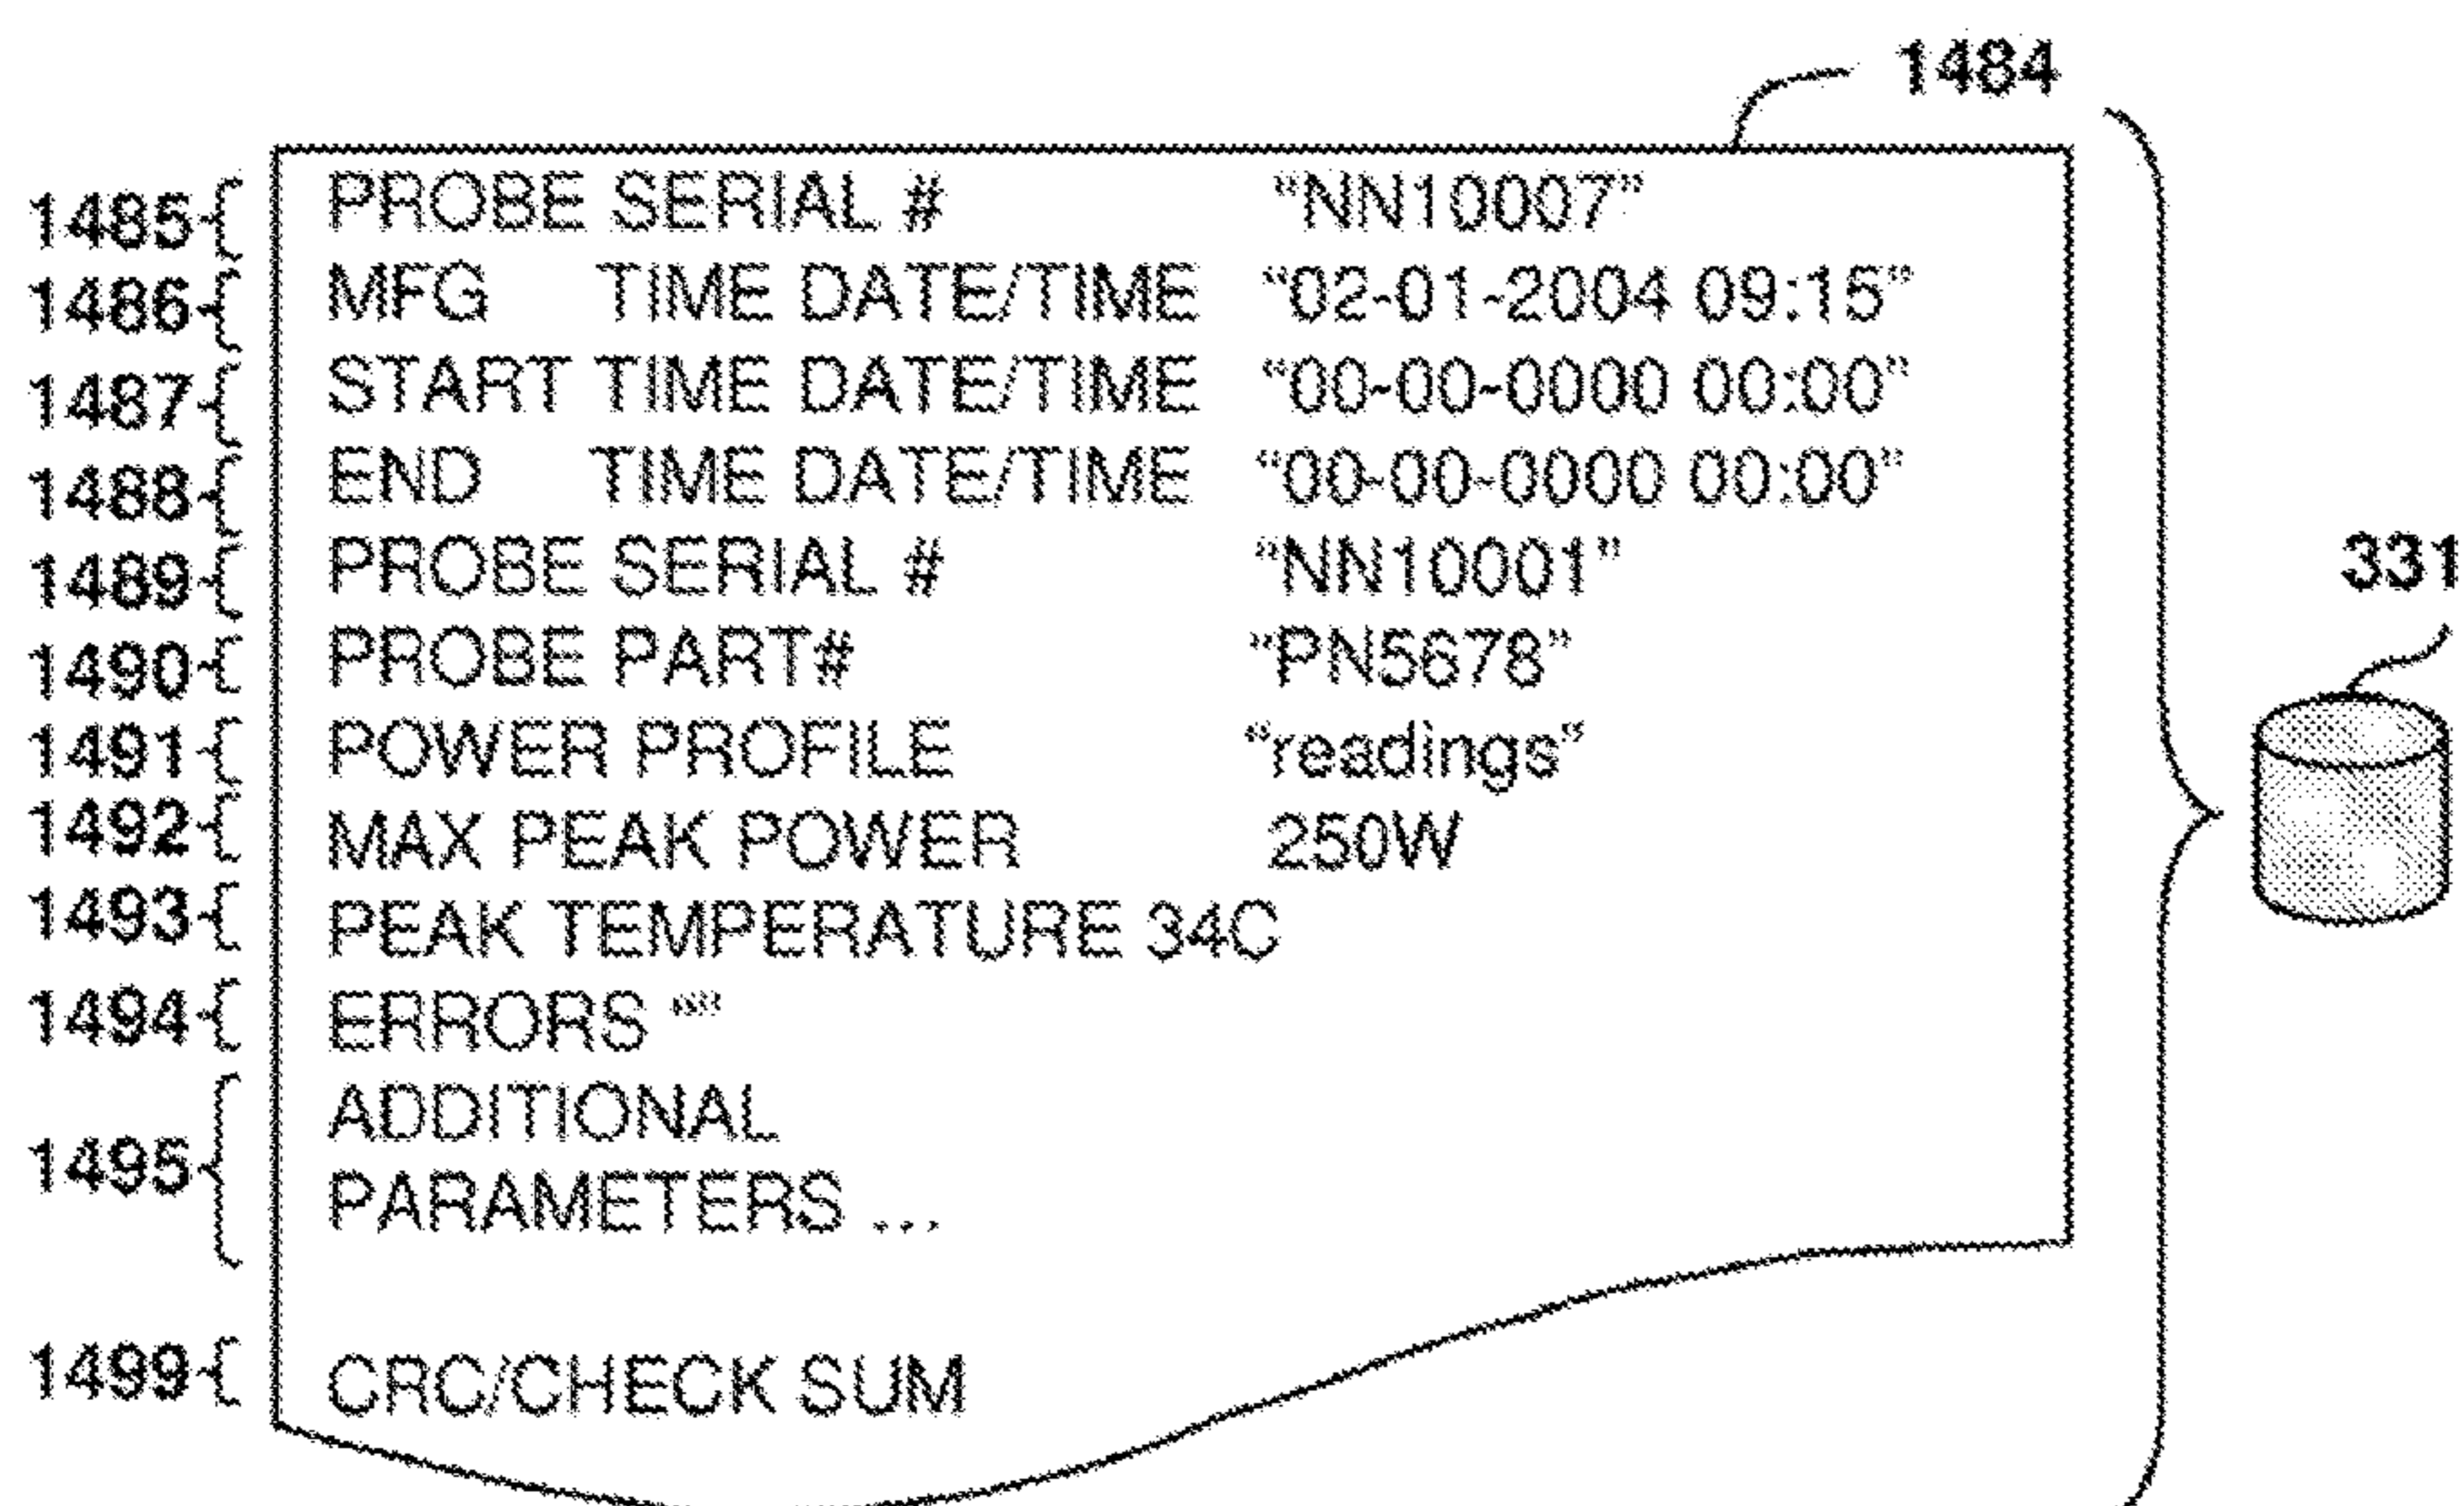 1484
1485 PROBE SERIAL # “NN10007”
1486 MFG TIME DATE/TIME “02-01-2004 09:15”
1487 START TIME DATE/TIME “00-00-0000 00:00”
1488 END TIME DATE/TIME “00-00-0000 00:00”
1489 PROBE SERIAL # “NN10001”
331
1490 PROBE PART# “PN5678”
1491 POWER PROFILE “readings”
1492 MAX PEAK POWER 250W
1493 PEAK TEMPERATURE 34C
1494 ERRORS “”
1495 ADDITIONAL
PARAMETERS ...
1499 CRC/CHECK SUM